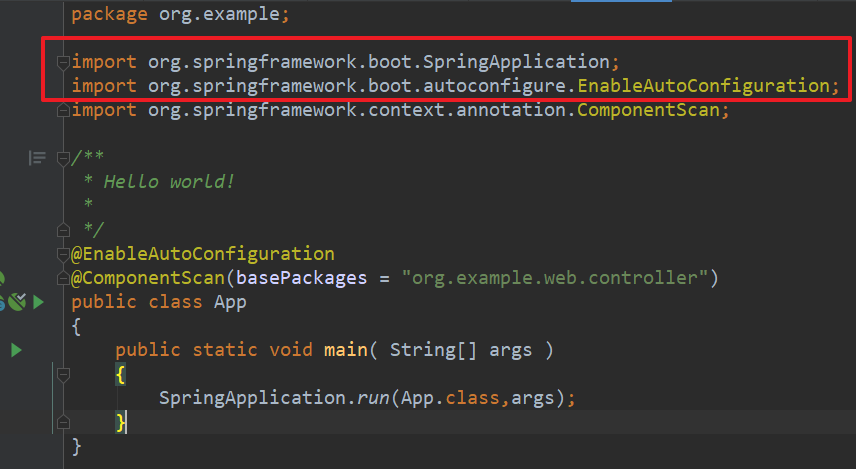 package org.example;
import org.springframework.boot.SpringApplication;
import org.springframework.boot.autoconfigure.EnableAutoConfiguration;
import org.springframework.context.annotation.ComponentScan;
/**
 * Hello world!
 *
 */
@EnableAutoConfiguration
@ComponentScan(basePackages = "org.example.web.controller")
public class App
{
    public static void main( String[] args )
    {
        SpringApplication.run(App.class,args);
    }
}